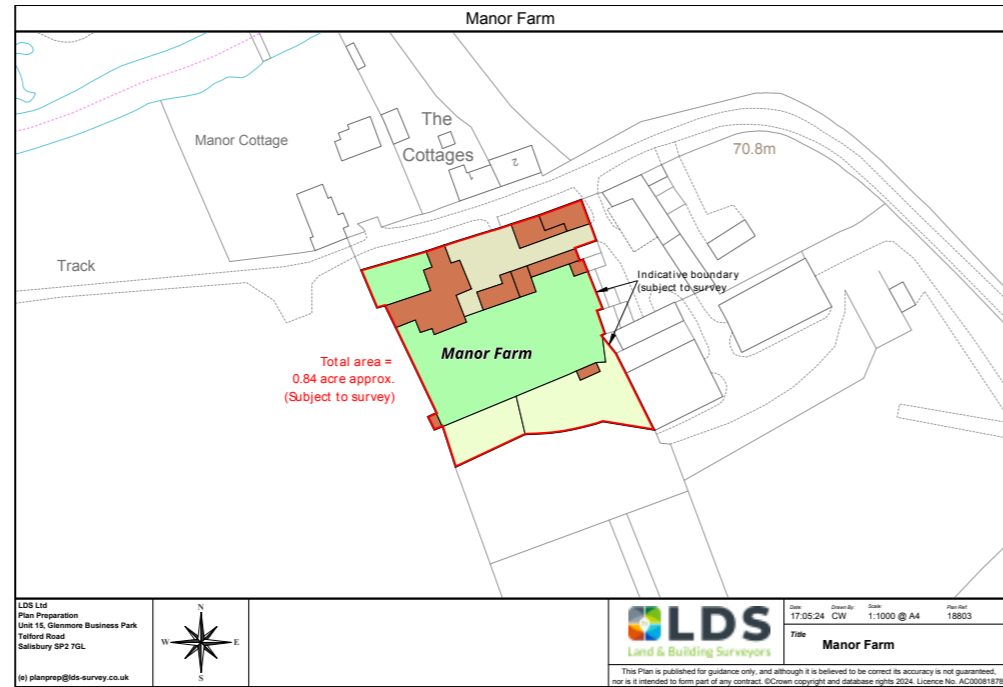 Manor Farm
Manor Cottage
The
Cottages
1
2
70.8m
Track
Indicative boundary
(subject to survey
Manor Farm
Total area =
0.84 acre approx.
(Subject to survey)
LDS Ltd
Plan Preparation
Unit 15, Glenmore Business Park
Telford Road
Salisbury SP2 7GL
(e) planprep@lds-survey.co.uk
N
W
E
S
LDS
Land & Building Surveyors
Date: Drawn By: Scale: Plan Ref:
17:05:24 CW 1:1000 @ A4 18803
Title
Manor Farm
This Plan is published for guidance only, and although it is believed to be correct its accuracy is not guaranteed,
nor is it intended to form part of any contract. ©Crown copyright and database rights 2024. Licence No. AC00081878